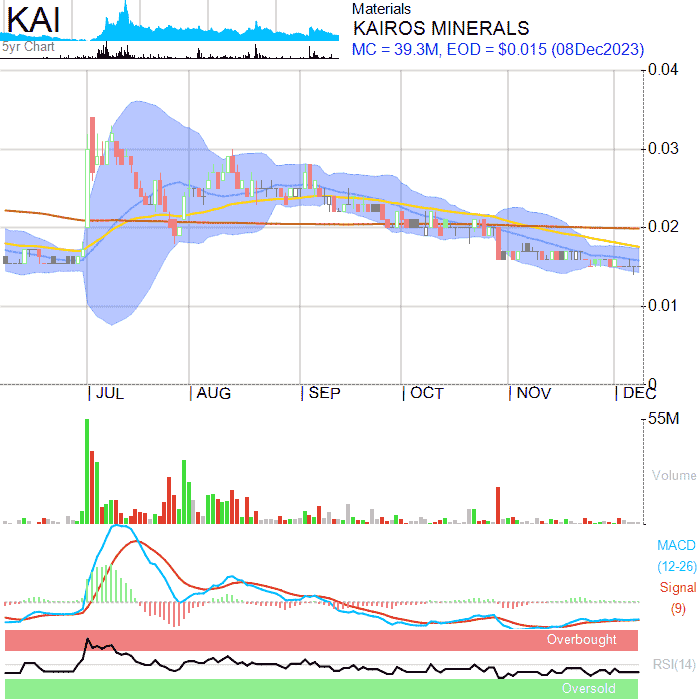 KAI
5yr Chart
Materials
KAIROS MINERALS
MC = 39.3M, EOD = $0.015 (08Dec2023)
0.04
0.03
0.02
0.01
0
JUL AUG SEP OCT NOV DEC
55M
Volume
MACD
(12-26)
Signal
(9)
Overbought
RSI(14)
Oversold